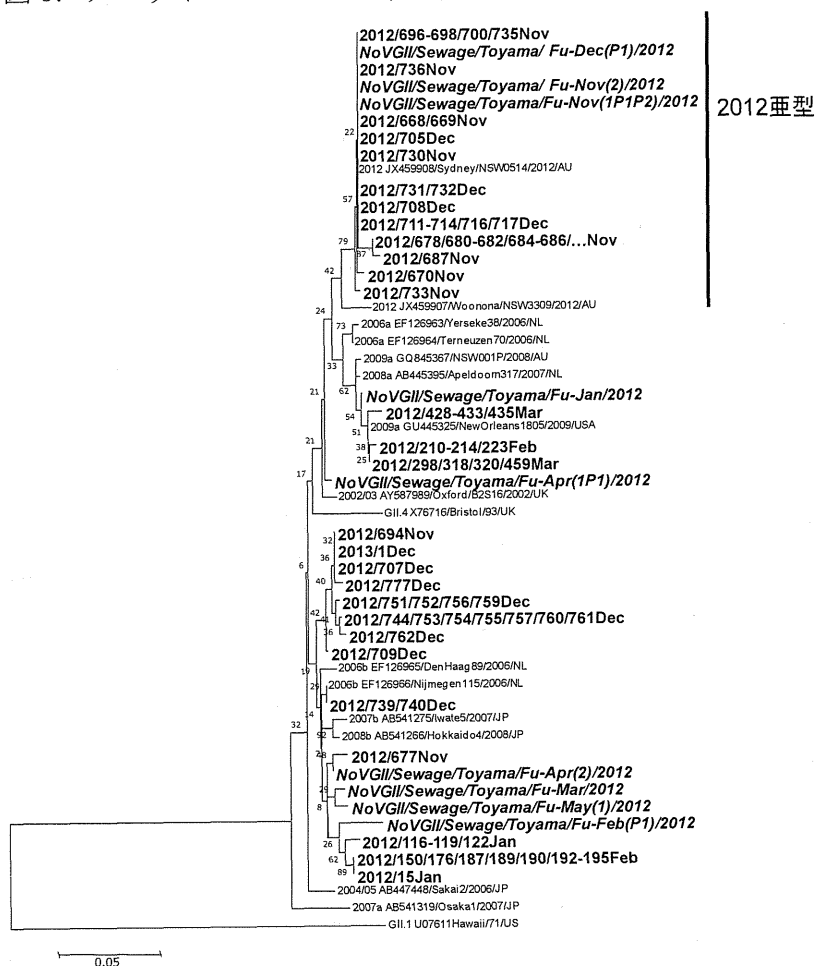 2012/696-698/700/735Nov
NoVGII/Sewage/Toyama/ Fu-Dec(P1)/2012
2012/736Nov
NoVGII/Sewage/Toyama/ Fu-Nov(2)/2012
NoVGII/Sewage/Toyama/Fu-Nov(1P1P2)/2012
2012亜型
2012/668/669Nov
22
2012/705Dec
2012/730Nov
2012 JX459908/Sydney/NSW0514/2012/AU
2012/731/732Dec
57
2012/708Dec
2012/711-714/716/717Dec
79
2012/678/680-682/684-686/…Nov
37
2012/687Nov
42
2012/670Nov
2012/733Nov
2012 JX459907/Woonona/NSW3309/2012/AU
24
73
2006a EF126963/Yerseke38/2006/NL
2006a EF126964/Terneuzen70/2006/NL
33
2009a GQ845367/NSW001P/2008/AU
2008a AB445395/Apeldoorn317/2007/NL
62
21
NoVGII/Sewage/Toyama/Fu-Jan/2012
54
2012/428-433/435Mar
51
2009a GU445325/NewOrleans1805/2009/USA
21
38
2012/210-214/223Feb
25
2012/298/318/320/459Mar
17
NoVGII/Sewage/Toyama/Fu-Apr(1P1)/2012
2002/03 AY587989/Oxford/B2S16/2002/UK
GII.4 X76716/Bristol/93/UK
32
2012/694Nov
36
2013/1Dec
6
2012/707Dec
40
2012/777Dec
2012/751/752/756/759Dec
42
2012/744/753/754/755/757/760/761Dec
36
2012/762Dec
2012/709Dec
19
2006b EF126965/DenHaag89/2006/NL
29
2006b EF126966/Nijmegen115/2006/NL
2012/739/740Dec
14
2007b AB541275/Iwate5/2007/JP
32
92
2008b AB541266/Hokkaido4/2008/JP
2012/677Nov
NoVGII/Sewage/Toyama/Fu-Apr(2)/2012
NoVGII/Sewage/Toyama/Fu-Mar/2012
8
NoVGII/Sewage/Toyama/Fu-May(1)/2012
NoVGII/Sewage/Toyama/Fu-Feb(P1)/2012
26
2012/116-119/122Jan
62
2012/150/176/187/189/190/192-195Feb
89
2012/15Jan
2004/05 AB447448/Sakai2/2006/JP
2007a AB541319/Osaka1/2007/JP
GII.1 U07611Hawaii/71/US
0.05